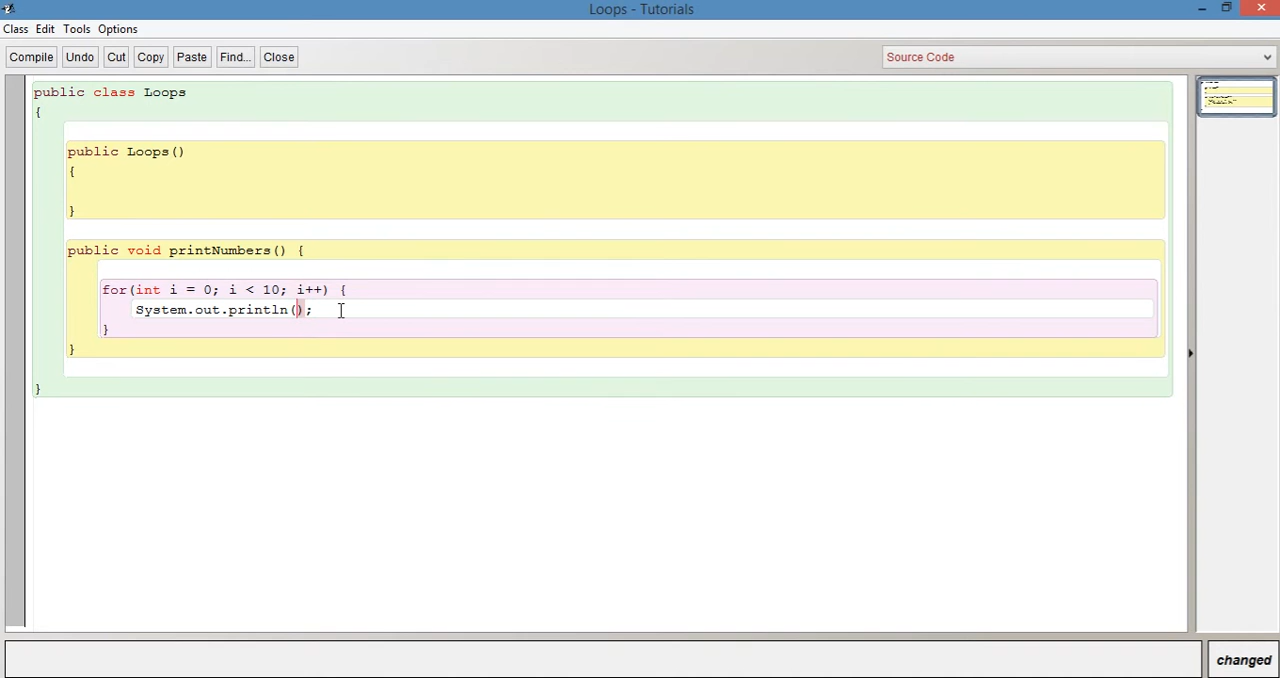 Loops - Tutorials
Class Edit Tools Options
Compile Undo Cut Copy Paste Find... Close Source Code
public class Loops
{
public Loops()
{
}
public void printNumbers() {
for(int i = 0; i < 10; i++) {
System.out.println();
}
}
}
changed